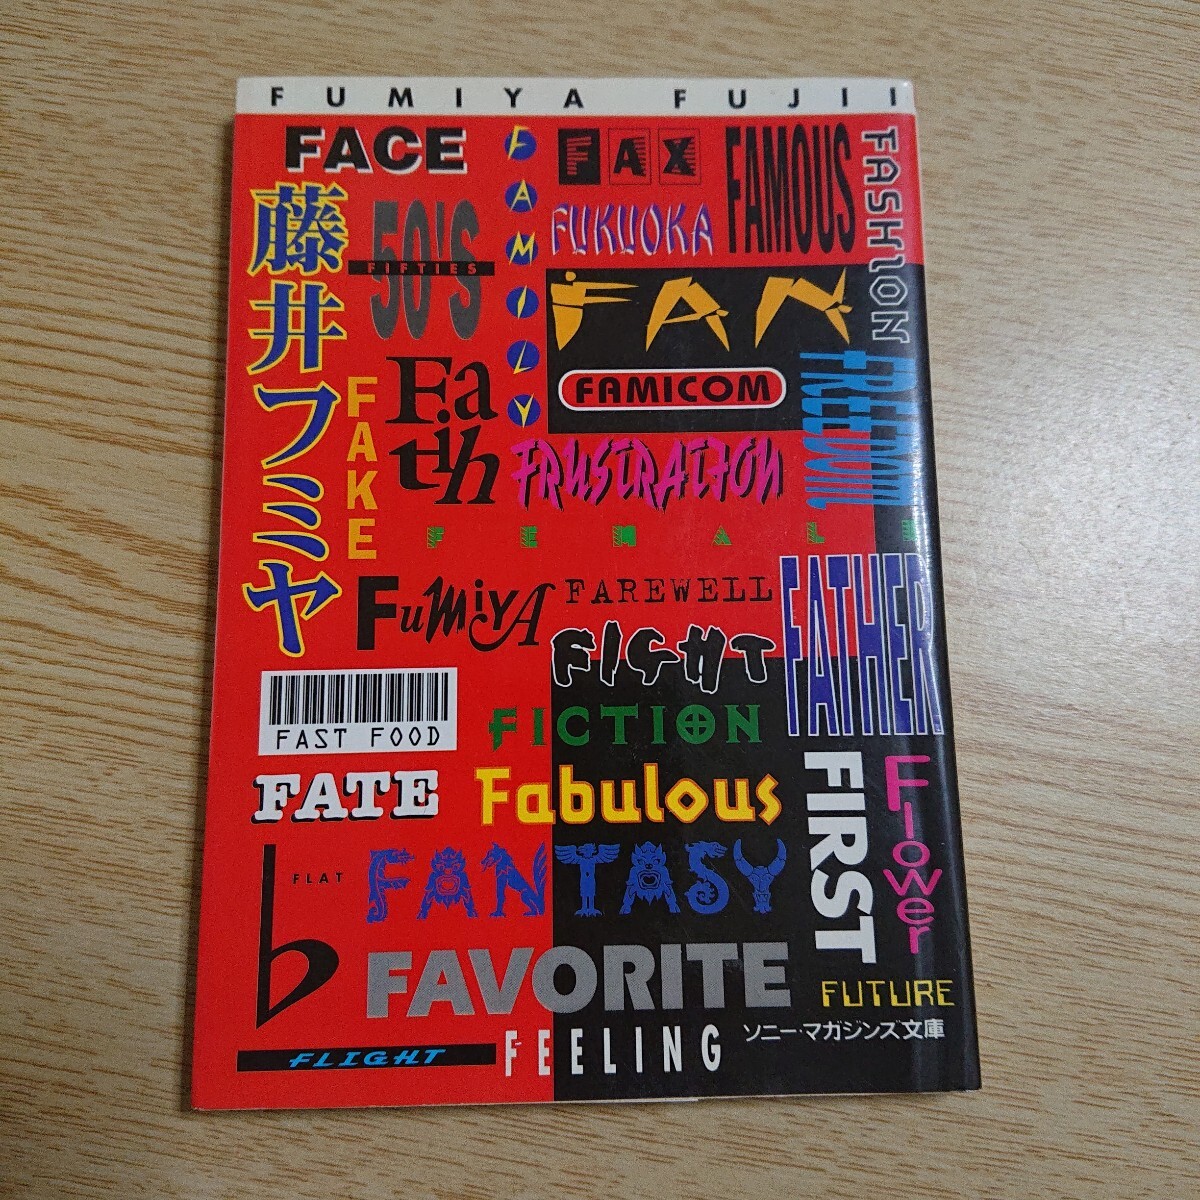 FUMIYA FUJII
FACE
FAMILY
FAX
FAMOUS
FASHION
藤井フミヤ
50'S
FIFTIES
FUKUOKA
FAN
FAKE
Faith
FAMICOM
FREEDOM
FRUSTRATION
FEMALE
FuMiYA
FAREWELL
FIGHT
FATHER
FAST FOOD
FICTION
FATE
Fabulous
FIRST
Flower
FLAT
FANTASY
FAVORITE
FUTURE
FLIGHT
FEELING
ソニー・マガジンズ文庫